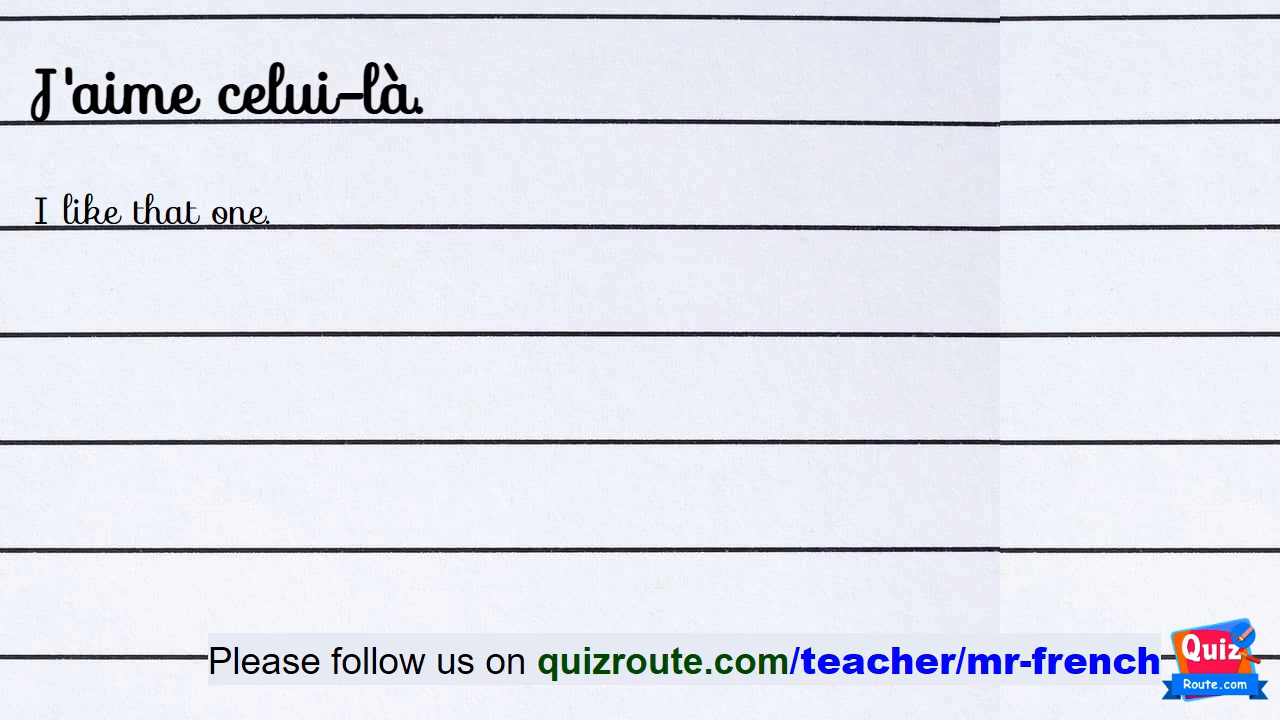 J'aime celui-là.
I like that one.
Please follow us on quizroute.com/teacher/mr-french
Quiz
Route.com